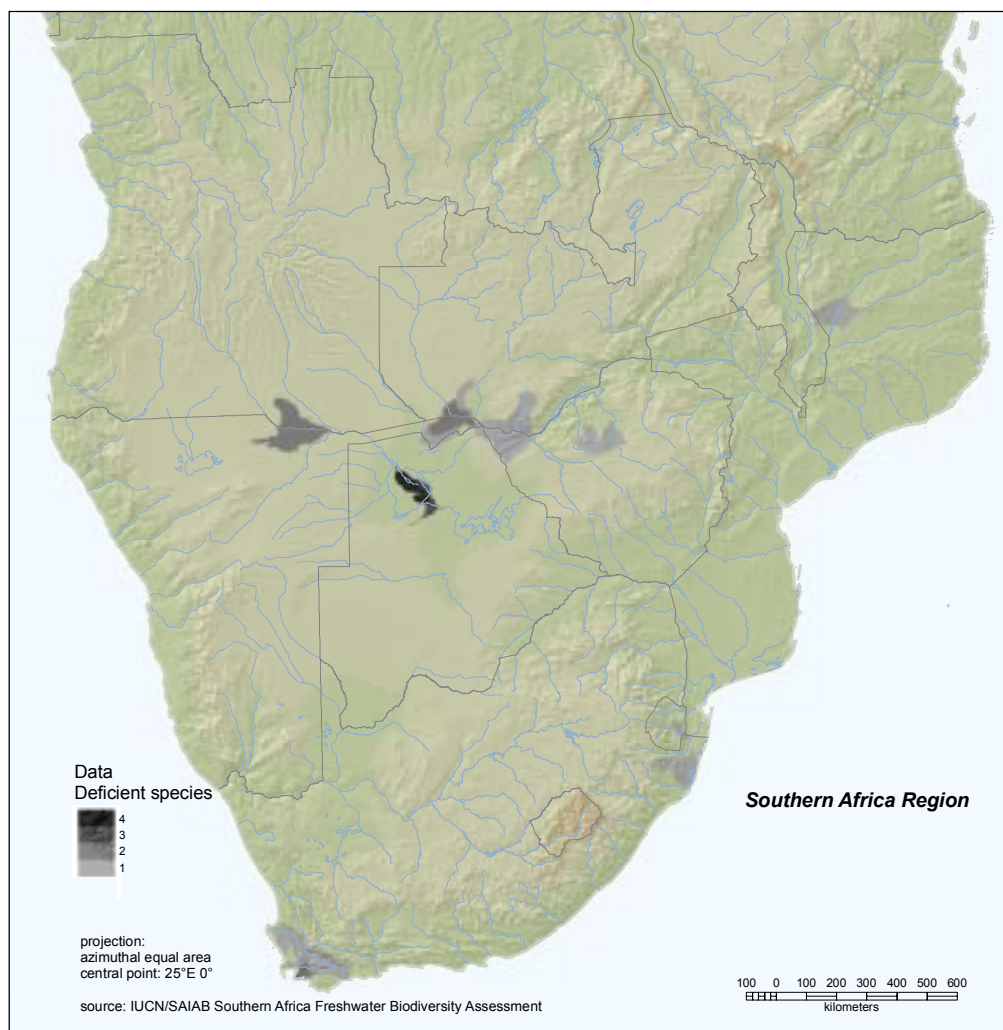 Data
Deficient species
4
3
2
1
Southern Africa Region
projection:
azimuthal equal area
central point: 25°E 0°
source: IUCN/SAIAB Southern Africa Freshwater Biodiversity Assessment
100 0 100 200 300 400 500 600
kilometers